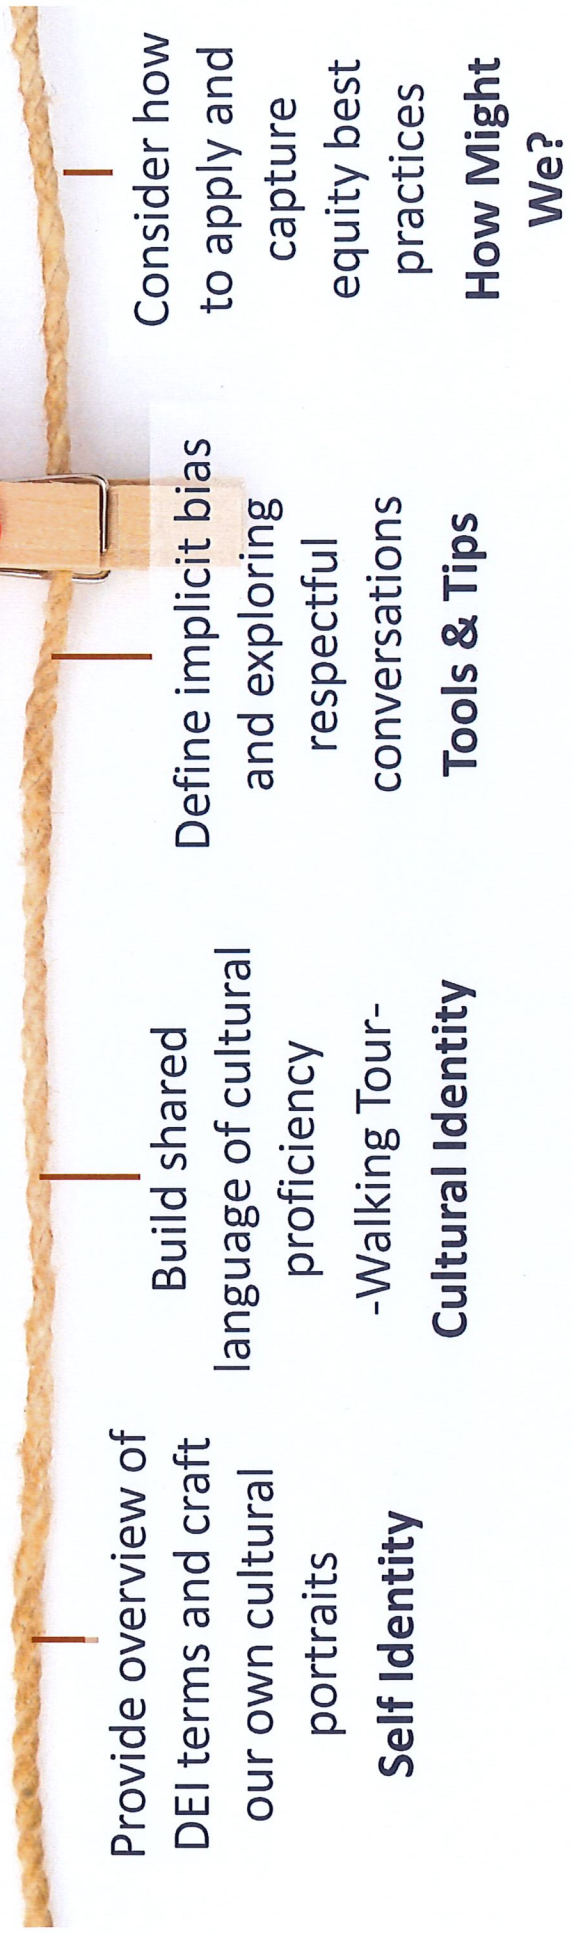 Provide overview of
DEI terms and craft
our own cultural
portraits
Self Identity
Build shared
language of cultural
proficiency
-Walking Tour-
Cultural Identity
Define implicit bias
and exploring
respectful
conversations
Tools & Tips
Consider how
to apply and
capture
equity best
practices
How Might
We?